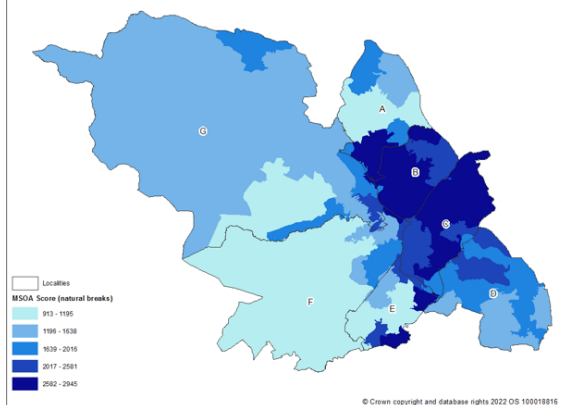 A
G
B
C
D
F
E
Localities
MSOA Score (natural breaks)
913 - 1195
1196 - 1638
1639 - 2016
2017 - 2581
2582 - 2945
© Crown copyright and database rights 2022 OS 100018816